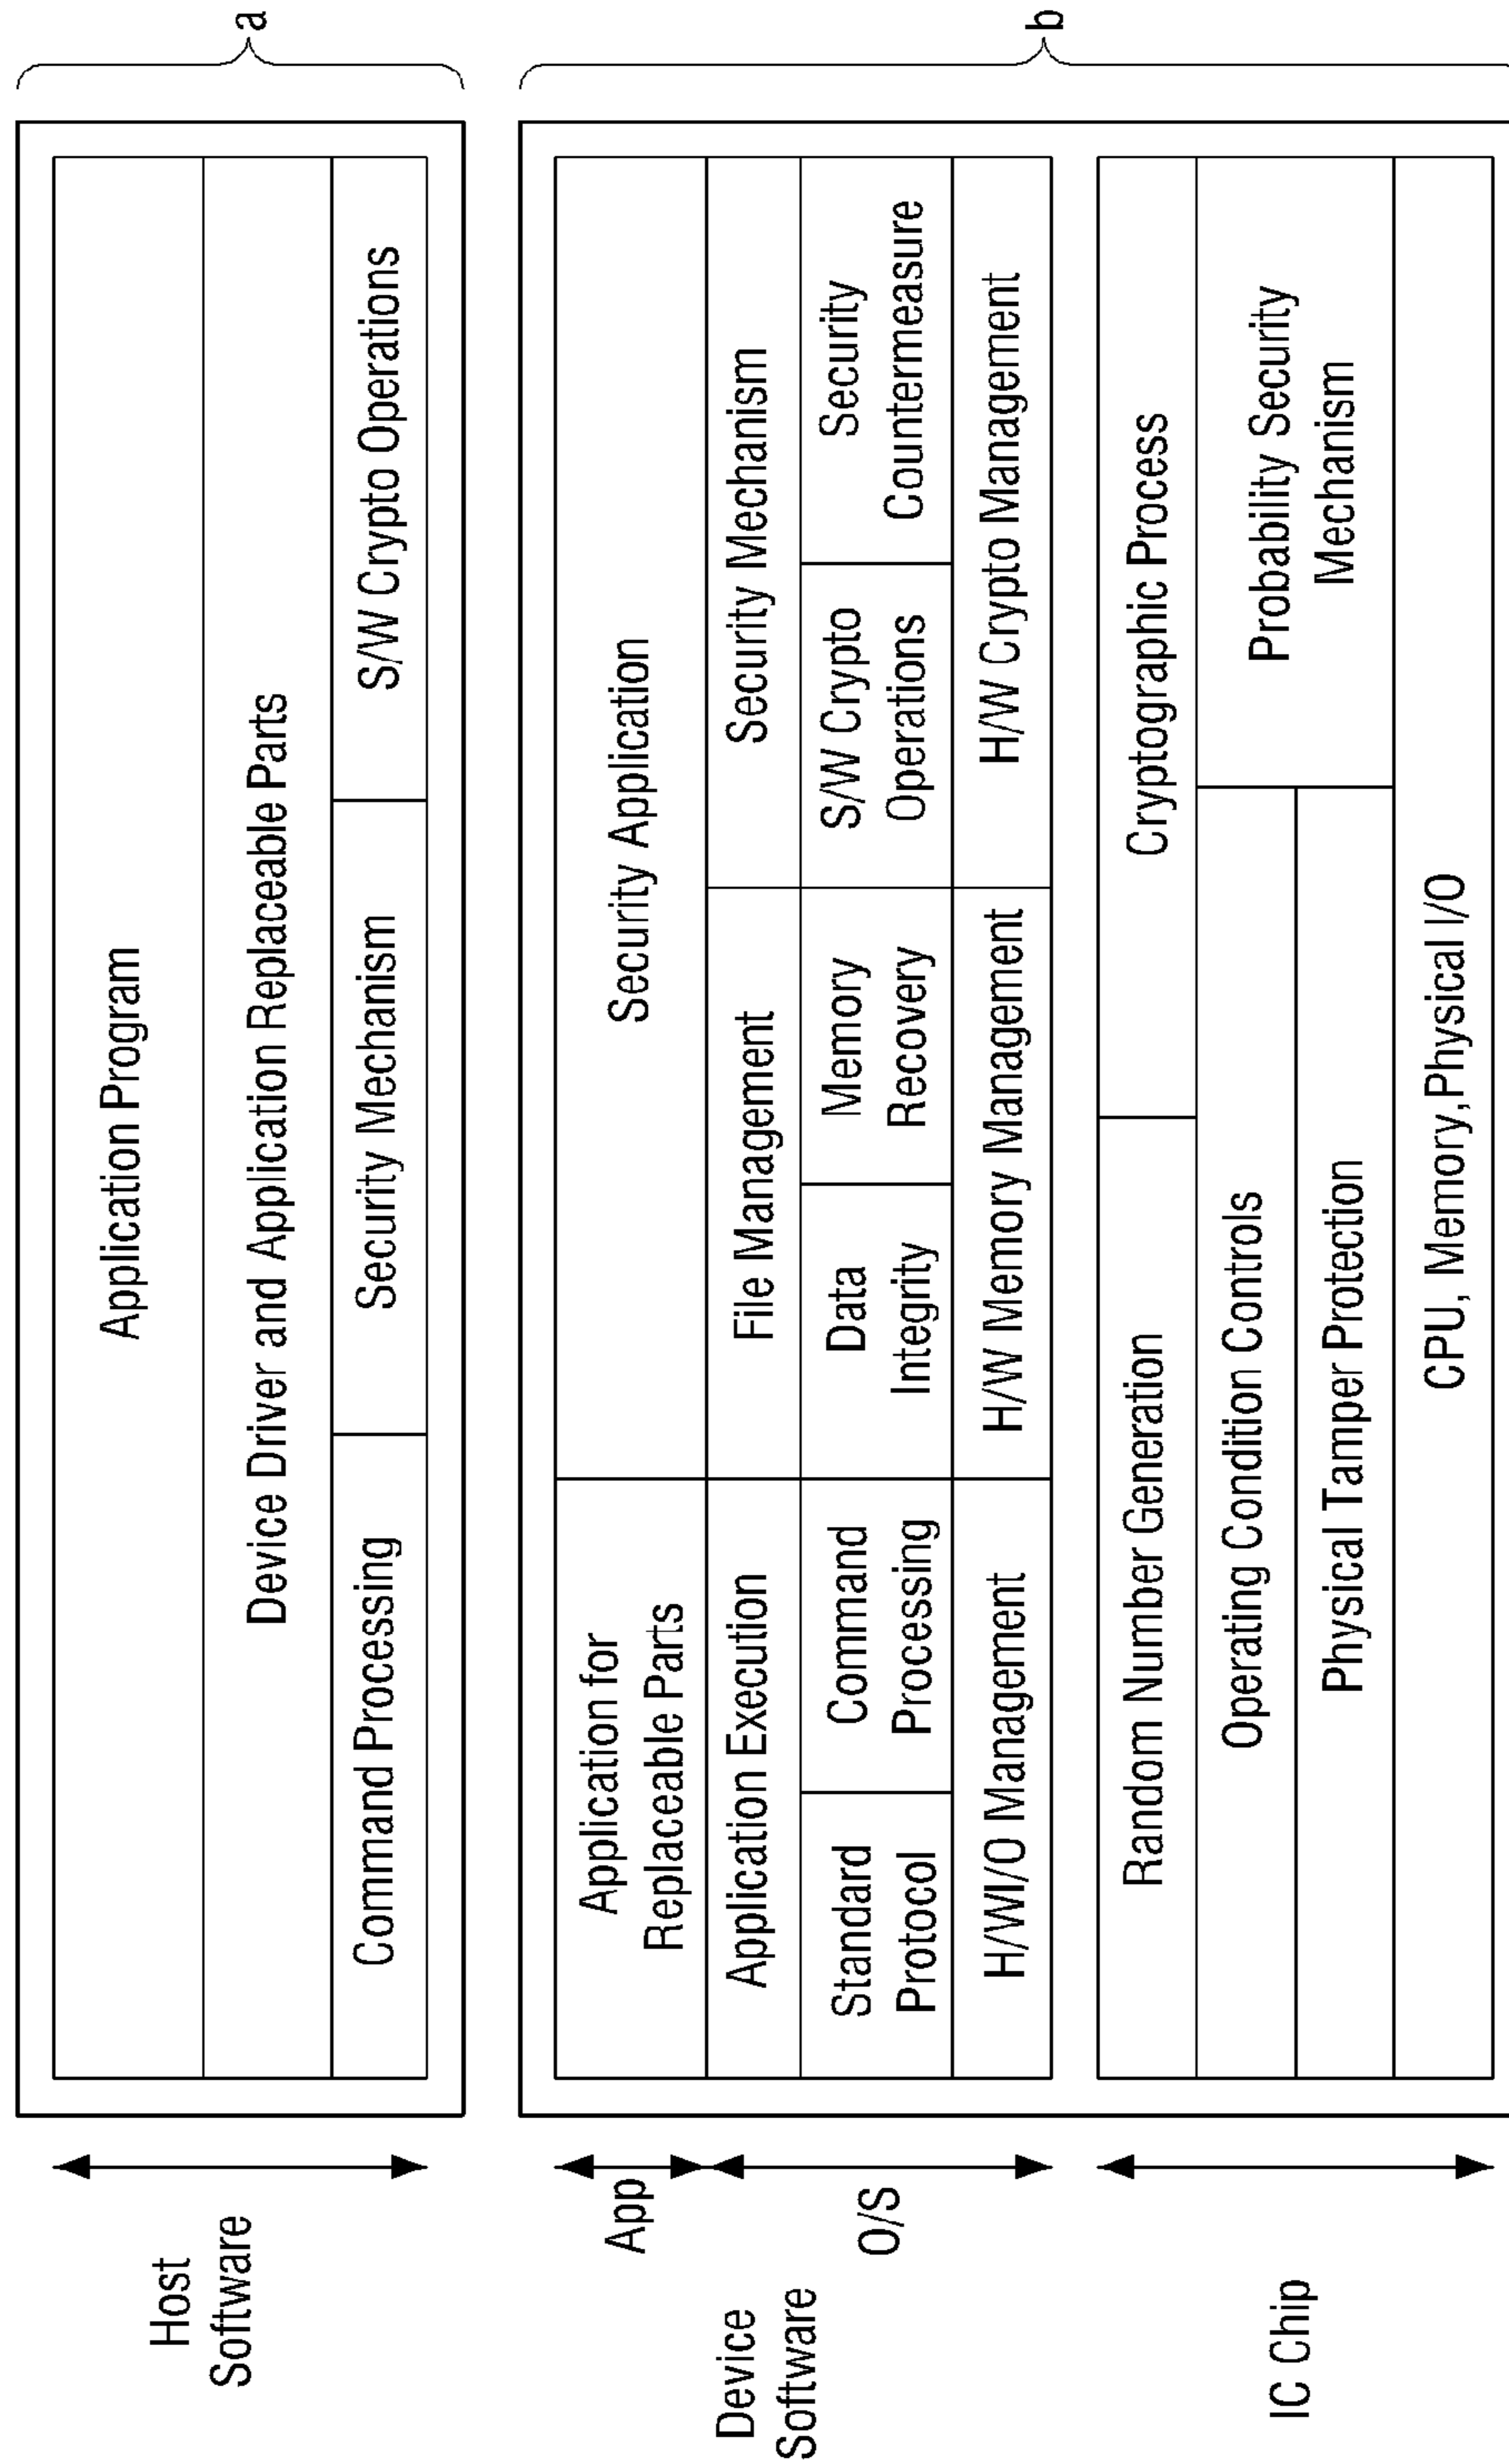 Host
Software
Application Program
Device Driver and Application Replaceable Parts
Command Processing
Security Mechanism
S/W Crypto Operations
a
Device
Software
App
O/S
Application for
Replaceable Parts
Security Application
Application Execution
File Management
Security Mechanism
Standard
Protocol
Command
Processing
Data
Integrity
Memory
Recovery
S/W Crypto
Operations
Security
Countermeasure
H/WI/O Management
H/W Memory Management
H/W Crypto Management
b
IC Chip
Random Number Generation
Cryptographic Process
Operating Condition Controls
Probability Security
Mechanism
Physical Tamper Protection
CPU, Memory,Physical I/O